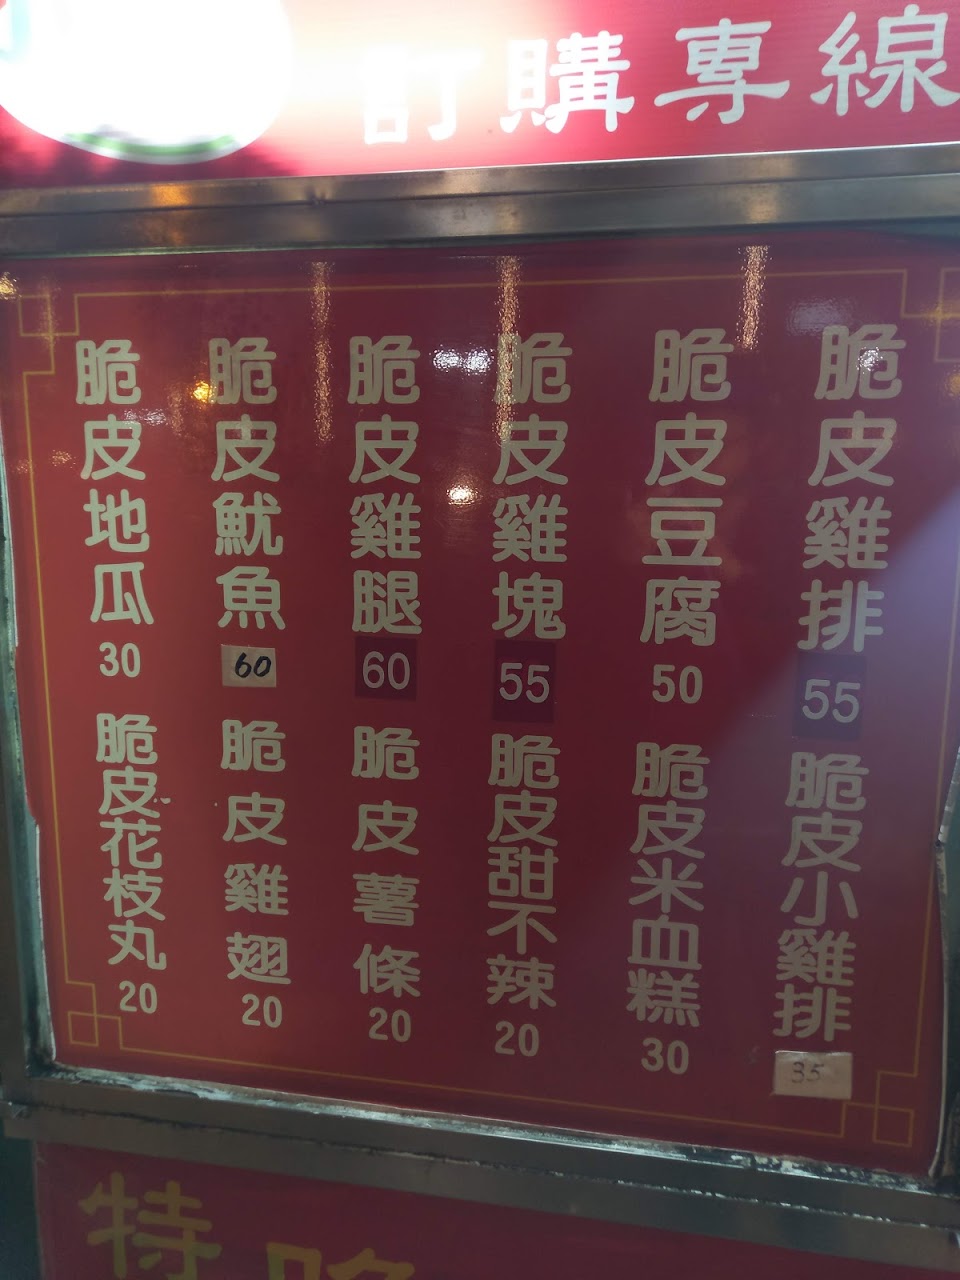 訂購專線
脆皮雞排
55
脆皮小雞排
35
脆皮豆腐
50
脆皮米血糕
30
脆皮雞塊
55
脆皮甜不辣
20
脆皮雞腿
60
脆皮薯條
20
脆皮魷魚
60
脆皮雞翅
20
脆皮地瓜
30
脆皮花枝丸
20
特